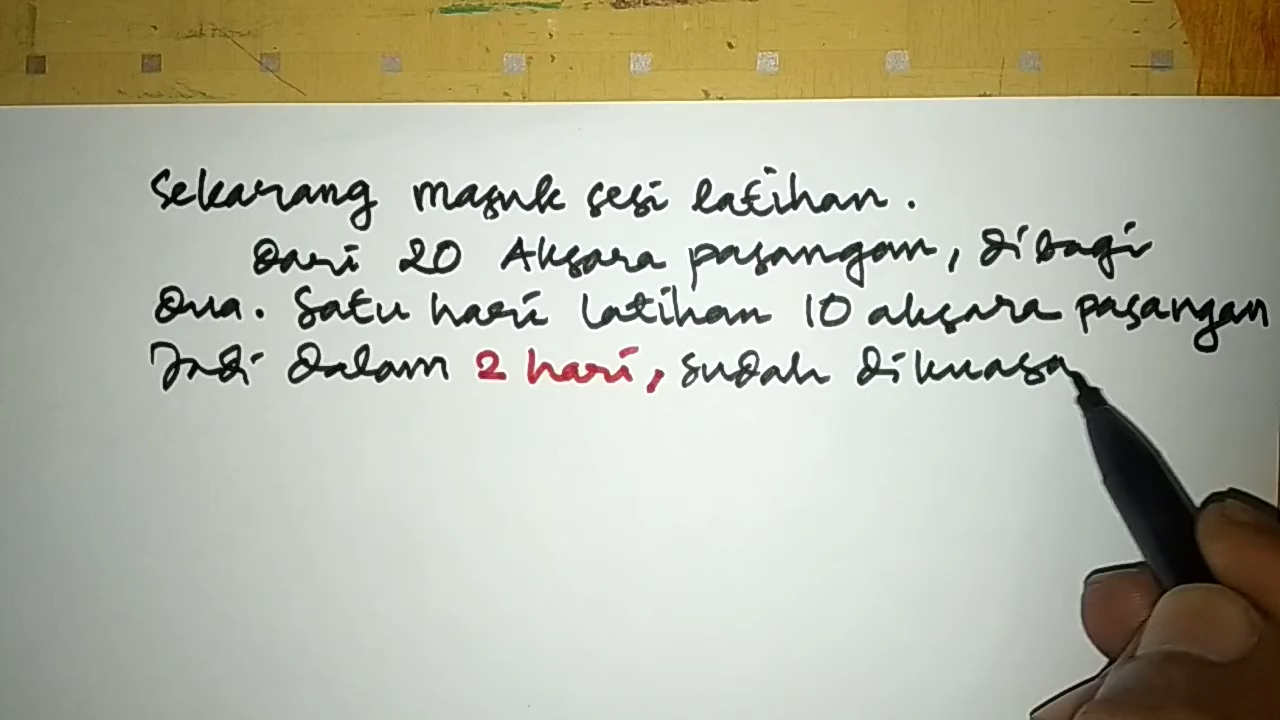 Sekarang masuk sesi latihan.
Dari 20 Aksara pasangan, dibagi
Dua. Satu hari latihan 10 aksara pasangan
Jadi dalam 2 hari, sudah dikuasa